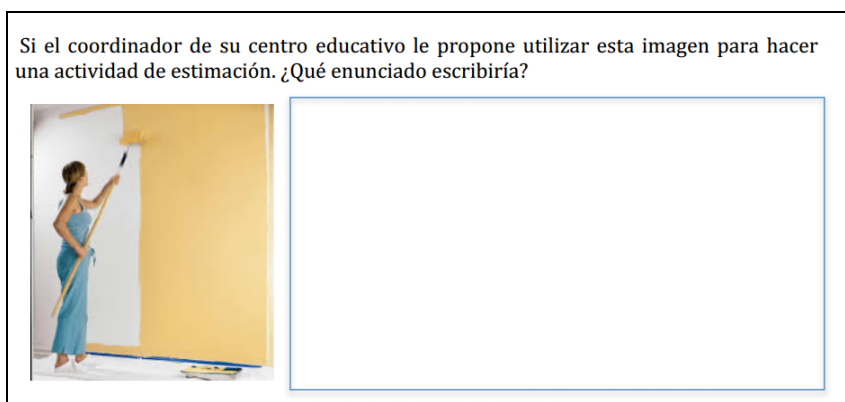 Si el coordinador de su centro educativo le propone utilizar esta imagen para hacer
una actividad de estimación. ¿Qué enunciado escribiría?